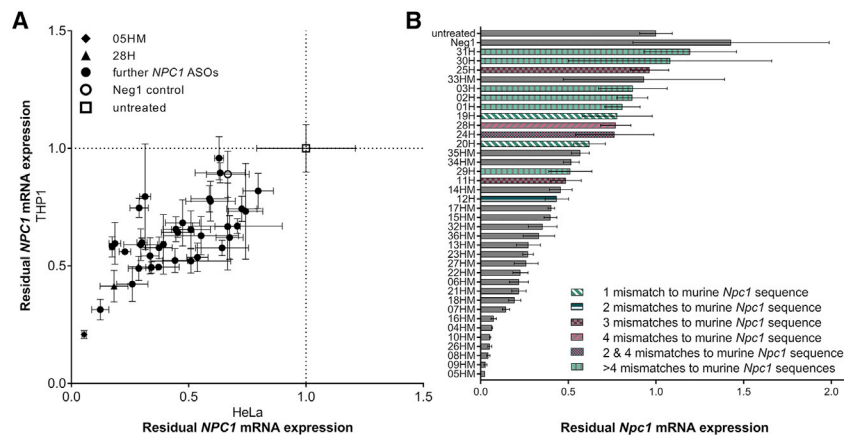 A
1.5
1.0
0.5
0.0
0.0
0.5
1.0
1.5
Residual NPC1 mRNA expression
THP1
HeLa
Residual NPC1 mRNA expression
05HM
28H
further NPC1 ASOs
Neg1 control
untreated
B
untreated
Neg1
31H
30H
25H
33HM
03H
02H
01H
19H
28H
24H
20H
35HM
34HM
29H
11H
14HM
12H
17HM
15HM
32HM
36HM
13HM
23HM
27HM
22HM
06HM
21HM
18HM
07HM
16HM
04HM
10HM
26HM
08HM
09HM
05HM
1 mismatch to murine Npc1 sequence
2 mismatches to murine Npc1 sequence
3 mismatches to murine Npc1 sequence
4 mismatches to murine Npc1 sequence
2 & 4 mismatches to murine Npc1 sequence
>4 mismatches to murine Npc1 sequences
0.0
0.5
1.0
1.5
2.0
Residual Npc1 mRNA expression